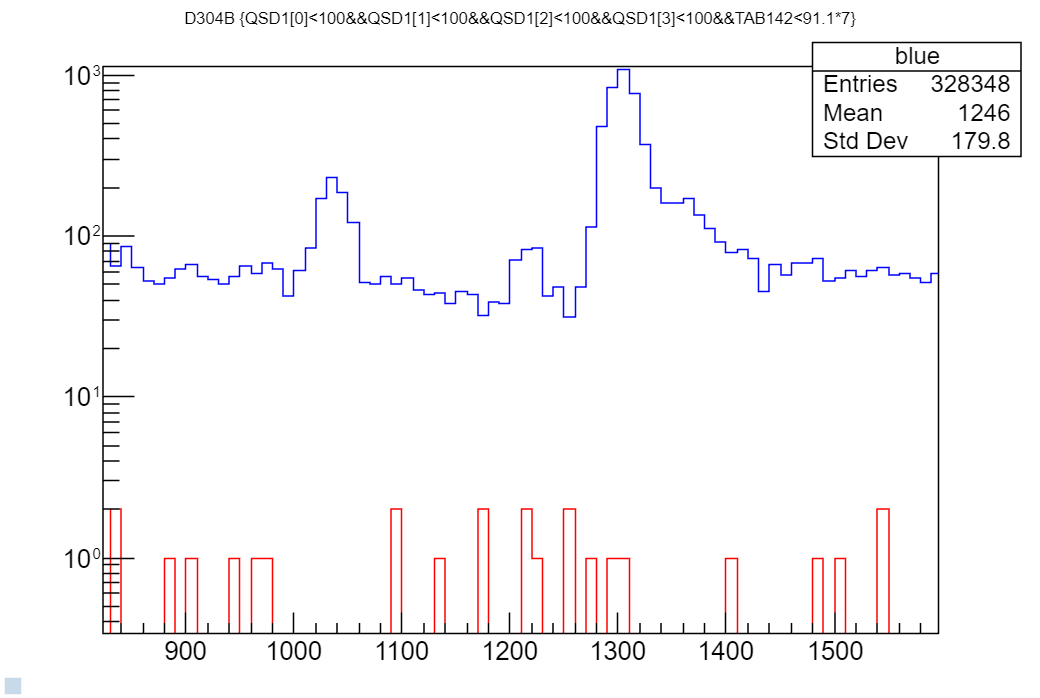 D304B {QSD1[0]<100&&QSD1[1]<100&&QSD1[2]<100&&QSD1[3]<100&&TAB142<91.1*7}
blue
Entries 328348
Mean 1246
Std Dev 179.8
10³
10²
10¹
10⁰
900 1000 1100 1200 1300 1400 1500